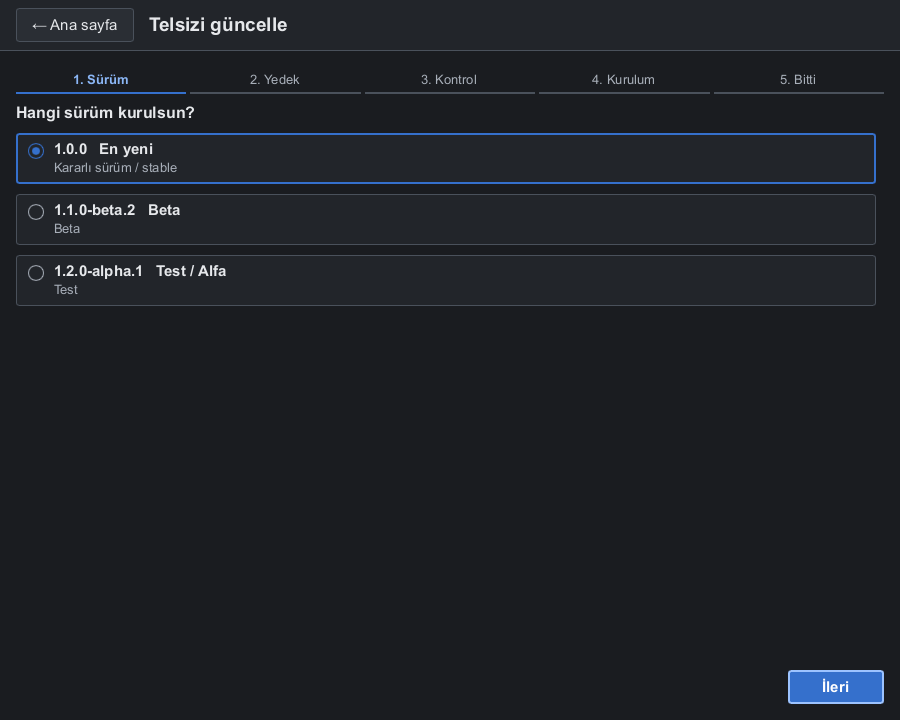 ← Ana sayfa Telsizi güncelle
1. Sürüm 2. Yedek 3. Kontrol 4. Kurulum 5. Bitti
Hangi sürüm kurulsun?
1.0.0 En yeni
Kararlı sürüm / stable
1.1.0-beta.2 Beta
Beta
1.2.0-alpha.1 Test / Alfa
Test
İleri